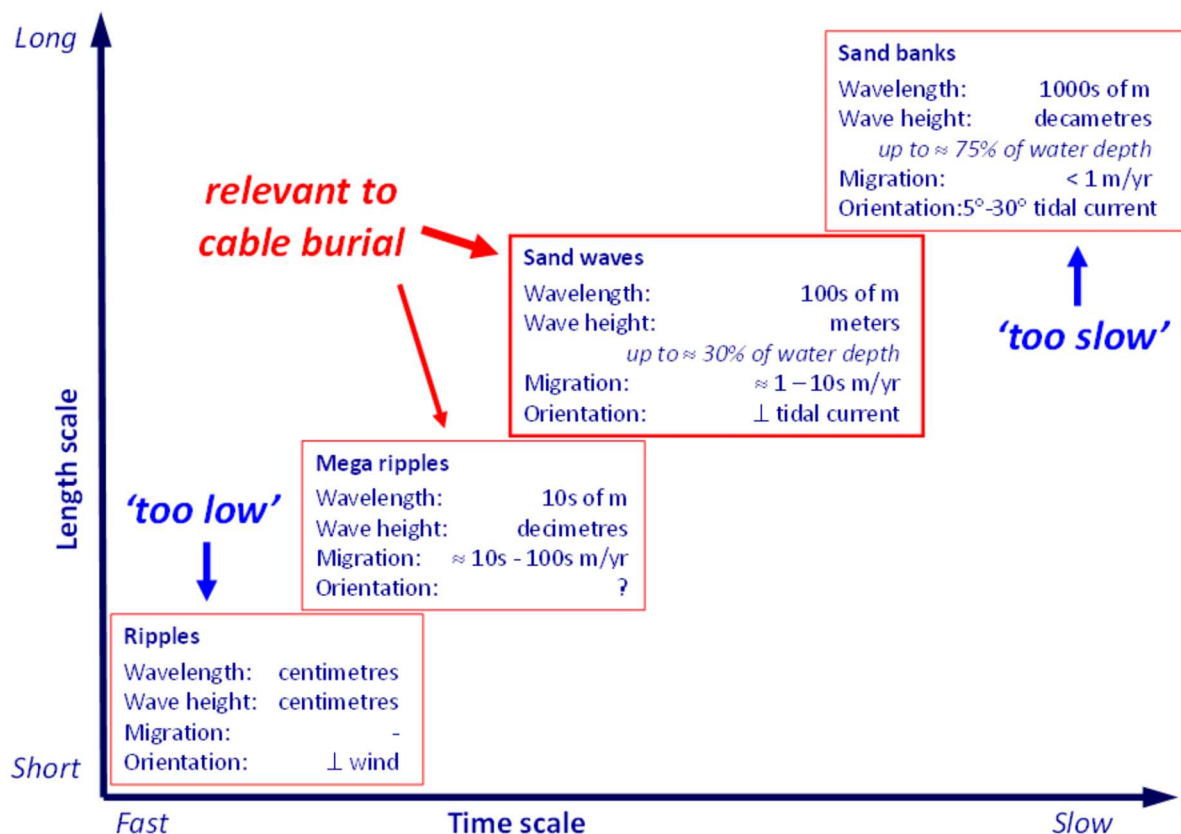 Long
Sand banks
Wavelength: 1000s of m
Wave height: decametres
up to ≈ 75% of water depth
Migration: < 1 m/yr
Orientation:5°-30° tidal current
relevant to
cable burial
Sand waves
Wavelength: 100s of m
Wave height: meters
up to ≈ 30% of water depth
Migration: ≈ 1 – 10s m/yr
Orientation: ⊥ tidal current
‘too slow’
Length scale
Mega ripples
Wavelength: 10s of m
Wave height: decimetres
Migration: ≈ 10s - 100s m/yr
Orientation: ?
‘too low’
Ripples
Wavelength: centimetres
Wave height: centimetres
Migration: -
Orientation: ⊥ wind
Short
Fast
Time scale
Slow